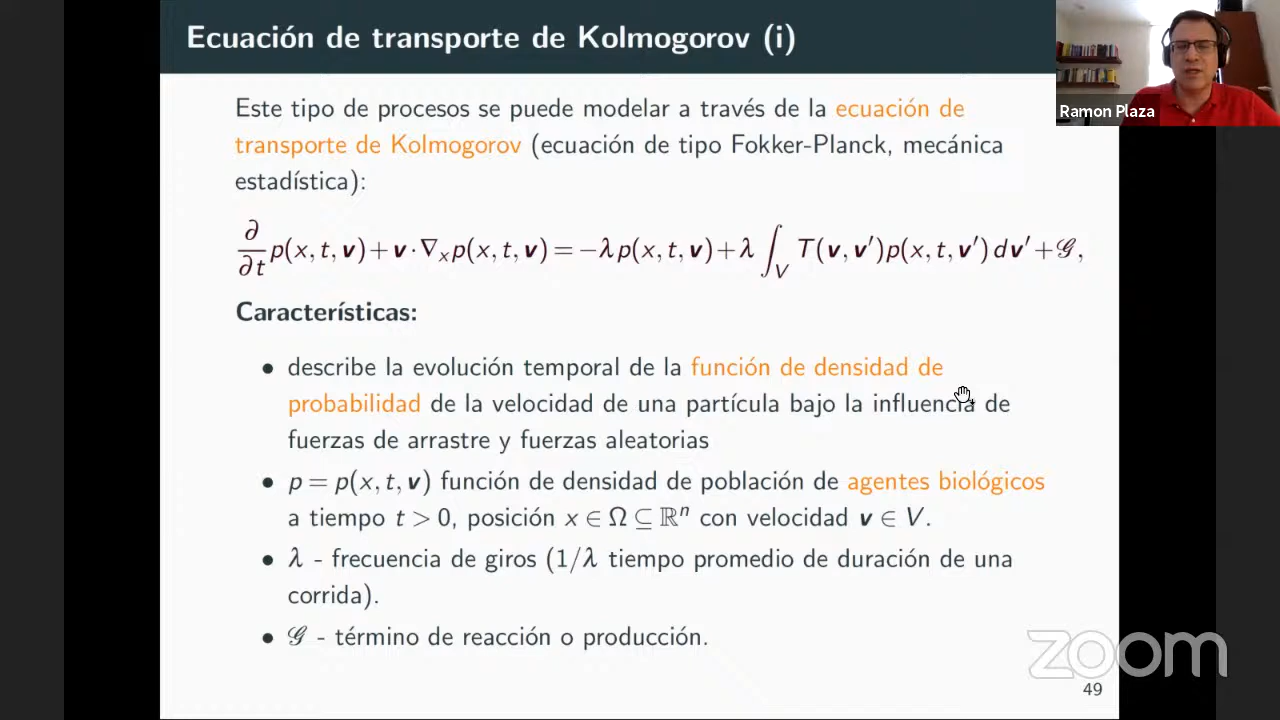 Ecuación de transporte de Kolmogorov (i)
Ramon Plaza
Este tipo de procesos se puede modelar a través de la ecuación de
transporte de Kolmogorov (ecuación de tipo Fokker-Planck, mecánica
estadística):
∂/∂t p(x, t, v) + v · ∇ₓp(x, t, v) = −λp(x, t, v) + λ ∫_V T(v, v′)p(x, t, v′) dv′ + 𝒢,
Características:
• describe la evolución temporal de la función de densidad de
probabilidad de la velocidad de una partícula bajo la influencia de
fuerzas de arrastre y fuerzas aleatorias
• p = p(x, t, v) función de densidad de población de agentes biológicos
a tiempo t > 0, posición x ∈ Ω ⊆ ℝⁿ con velocidad v ∈ V.
• λ - frecuencia de giros (1/λ tiempo promedio de duración de una
corrida).
• 𝒢 - término de reacción o producción.
zoom
49